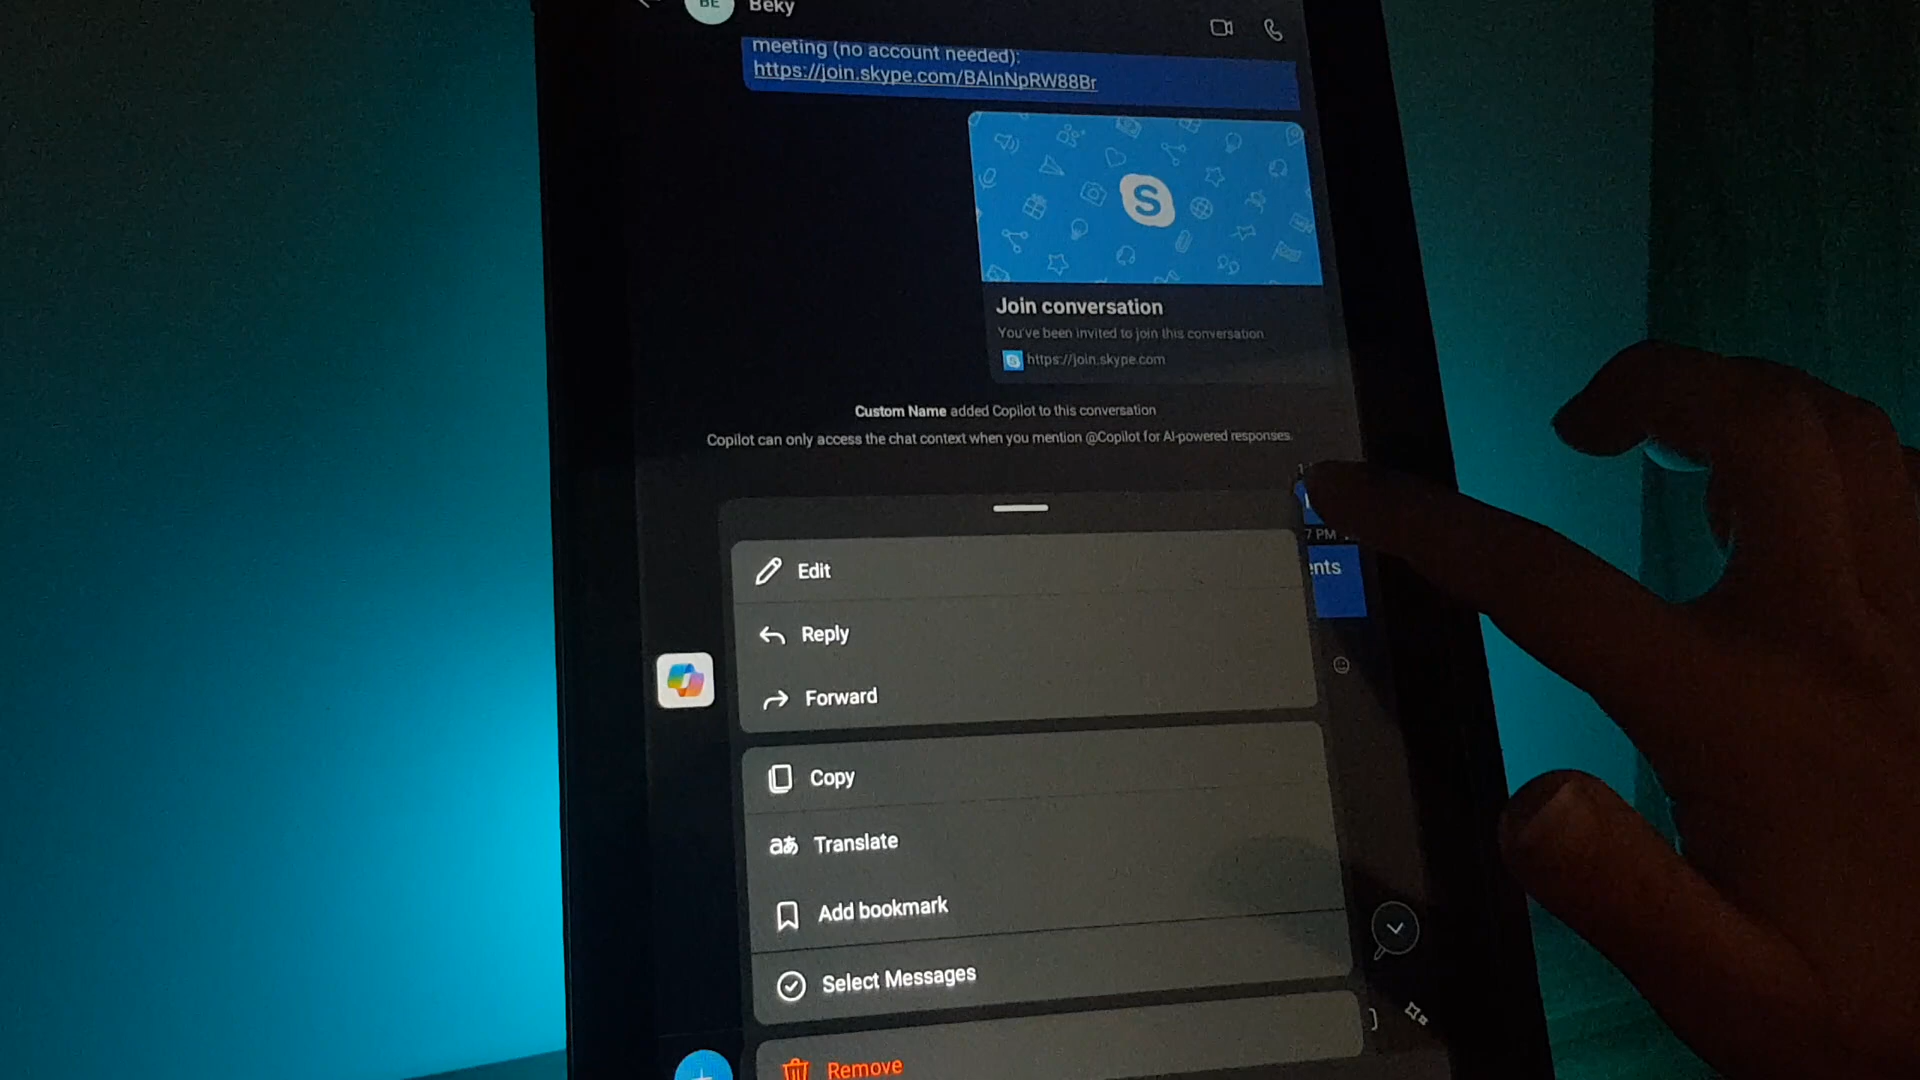 BE
Beky
meeting (no account needed):
https://join.skype.com/BAlnNpRW88Br
S
Join conversation
You've been invited to join this conversation
https://join.skype.com
Custom Name added Copilot to this conversation
Copilot can only access the chat context when you mention @Copilot for AI-powered responses.
7 PM
ents
Edit
Reply
Forward
Copy
aあ Translate
Add bookmark
Select Messages
Remove